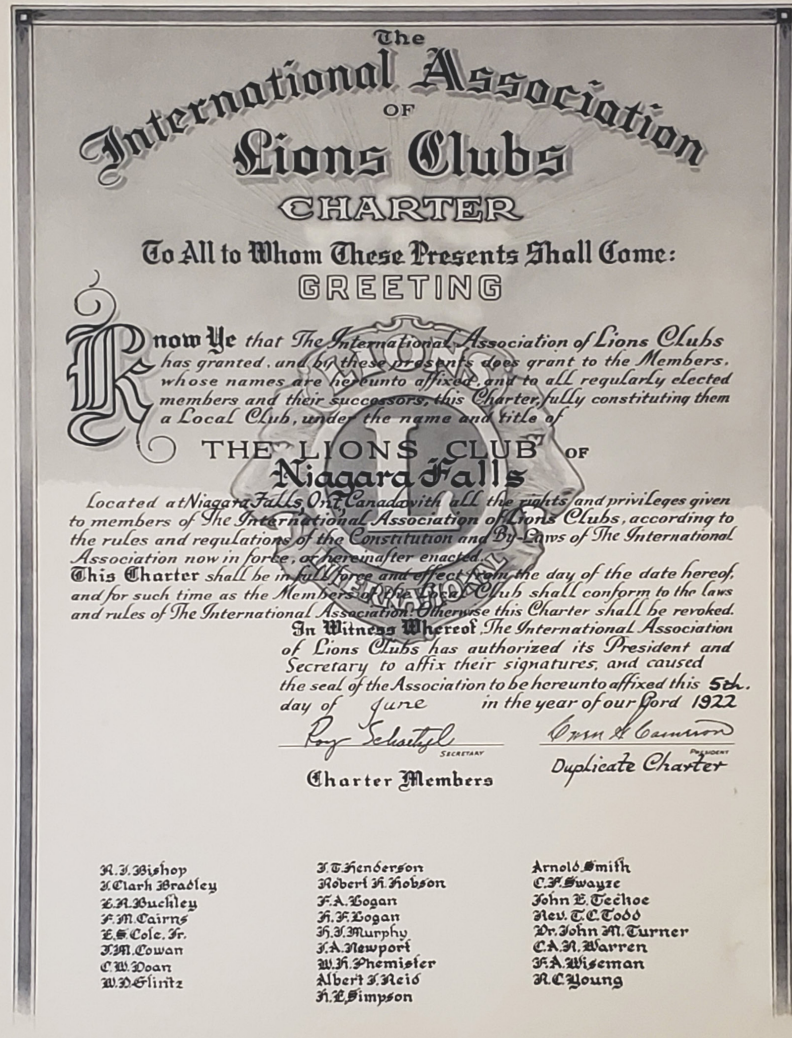 The
International Association
OF
Lions Clubs
CHARTER
To All to Whom These Presents Shall Come:
GREETING
Know Ye that The International Association of Lions Clubs
has granted, and by these presents does grant to the Members,
whose names are hereunto affixed, and to all regularly elected
members and their successors, this Charter, fully constituting them
a Local Club, under the name and title of
THE LIONS CLUB OF
Niagara Falls
Located at Niagara Falls, Ont, Canada with all the rights and privileges given
to members of The International Association of Lions Clubs, according to
the rules and regulations of the Constitution and By-Laws of The International
Association now in force, or hereinafter enacted.
This Charter shall be in full force and effect from the day of the date hereof,
and for such time as the Members of the Local Club shall conform to the laws
and rules of The International Association: Otherwise this Charter shall be revoked.
In Witness Whereof, The International Association
of Lions Clubs has authorized its President and
Secretary to affix their signatures, and caused
the seal of the Association to be hereunto affixed this 5th.
day of June in the year of our Lord 1922
LIONS
L
INTERNATIONAL
Roy
SECRETARY
PRESIDENT
Duplicate Charter
Charter Members
R.J. Bishop
J. Clark Bradley
E.R. Buckley
F.M. Cairns
E.S. Cole, Jr.
J.M. Cowan
C.W. Doan
W.D. Glintz
J.T. Henderson
Robert H. Hobson
F.A. Logan
H.F. Logan
H.J. Murphy
J.A. Newport
W.H. Phemister
Albert J. Reid
H.E. Simpson
Arnold Smith
C.F. Swayze
John E. Teehoe
Rev. T.C. Todd
Dr. John M. Turner
C.A.R. Warren
F.A. Wiseman
R.C. Young